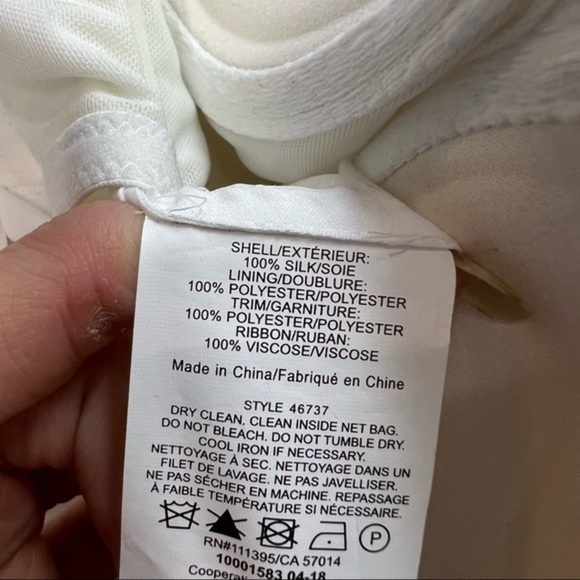 SHELL/EXTÉRIEUR:
100% SILK/SOIE
LINING/DOUBLURE:
100% POLYESTER/POLYESTER
TRIM/GARNITURE:
100% POLYESTER/POLYESTER
RIBBON/RUBAN:
100% VISCOSE/VISCOSE
Made in China/Fabriqué en Chine
STYLE 46737
DRY CLEAN. CLEAN INSIDE NET BAG.
DO NOT BLEACH. DO NOT TUMBLE DRY.
COOL IRON IF NECESSARY.
NETTOYAGE À SEC. NETTOYAGE DANS UN
FILET DE LAVAGE. NE PAS JAVELLISER.
NE PAS SÉCHER EN MACHINE. REPASSAGE
À FAIBLE TEMPÉRATURE SI NÉCESSAIRE.
P
RN#111395/CA 57014
10001583 04-18
Cooperati